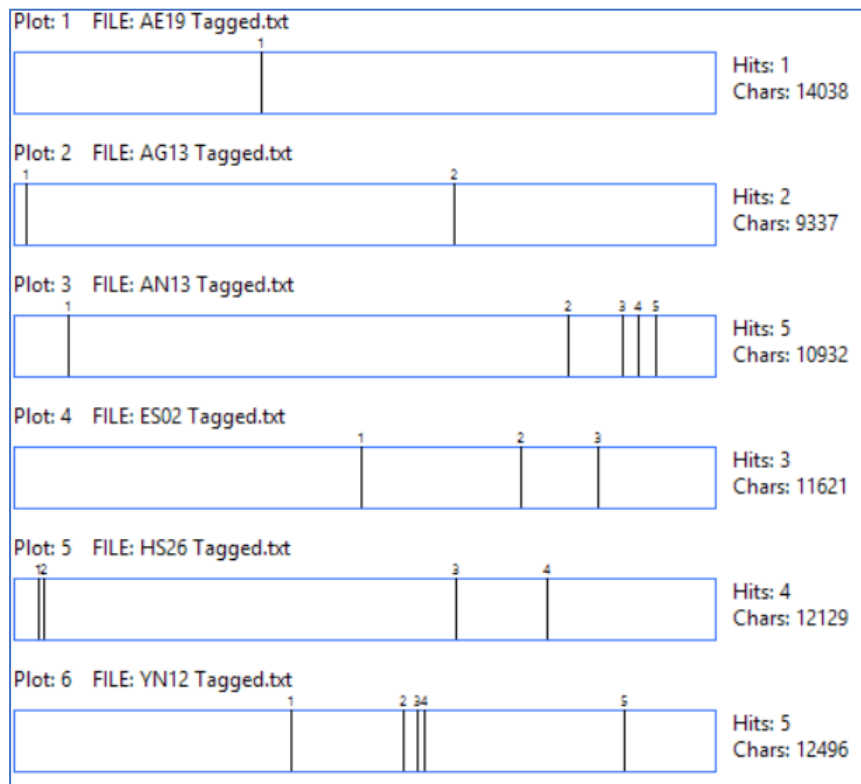 Plot: 1 FILE: AE19 Tagged.txt
1
Hits: 1
Chars: 14038
Plot: 2 FILE: AG13 Tagged.txt
1 2
Hits: 2
Chars: 9337
Plot: 3 FILE: AN13 Tagged.txt
1 2 3 4 5
Hits: 5
Chars: 10932
Plot: 4 FILE: ES02 Tagged.txt
1 2 3
Hits: 3
Chars: 11621
Plot: 5 FILE: HS26 Tagged.txt
12 3 4
Hits: 4
Chars: 12129
Plot: 6 FILE: YN12 Tagged.txt
1 2 34 5
Hits: 5
Chars: 12496